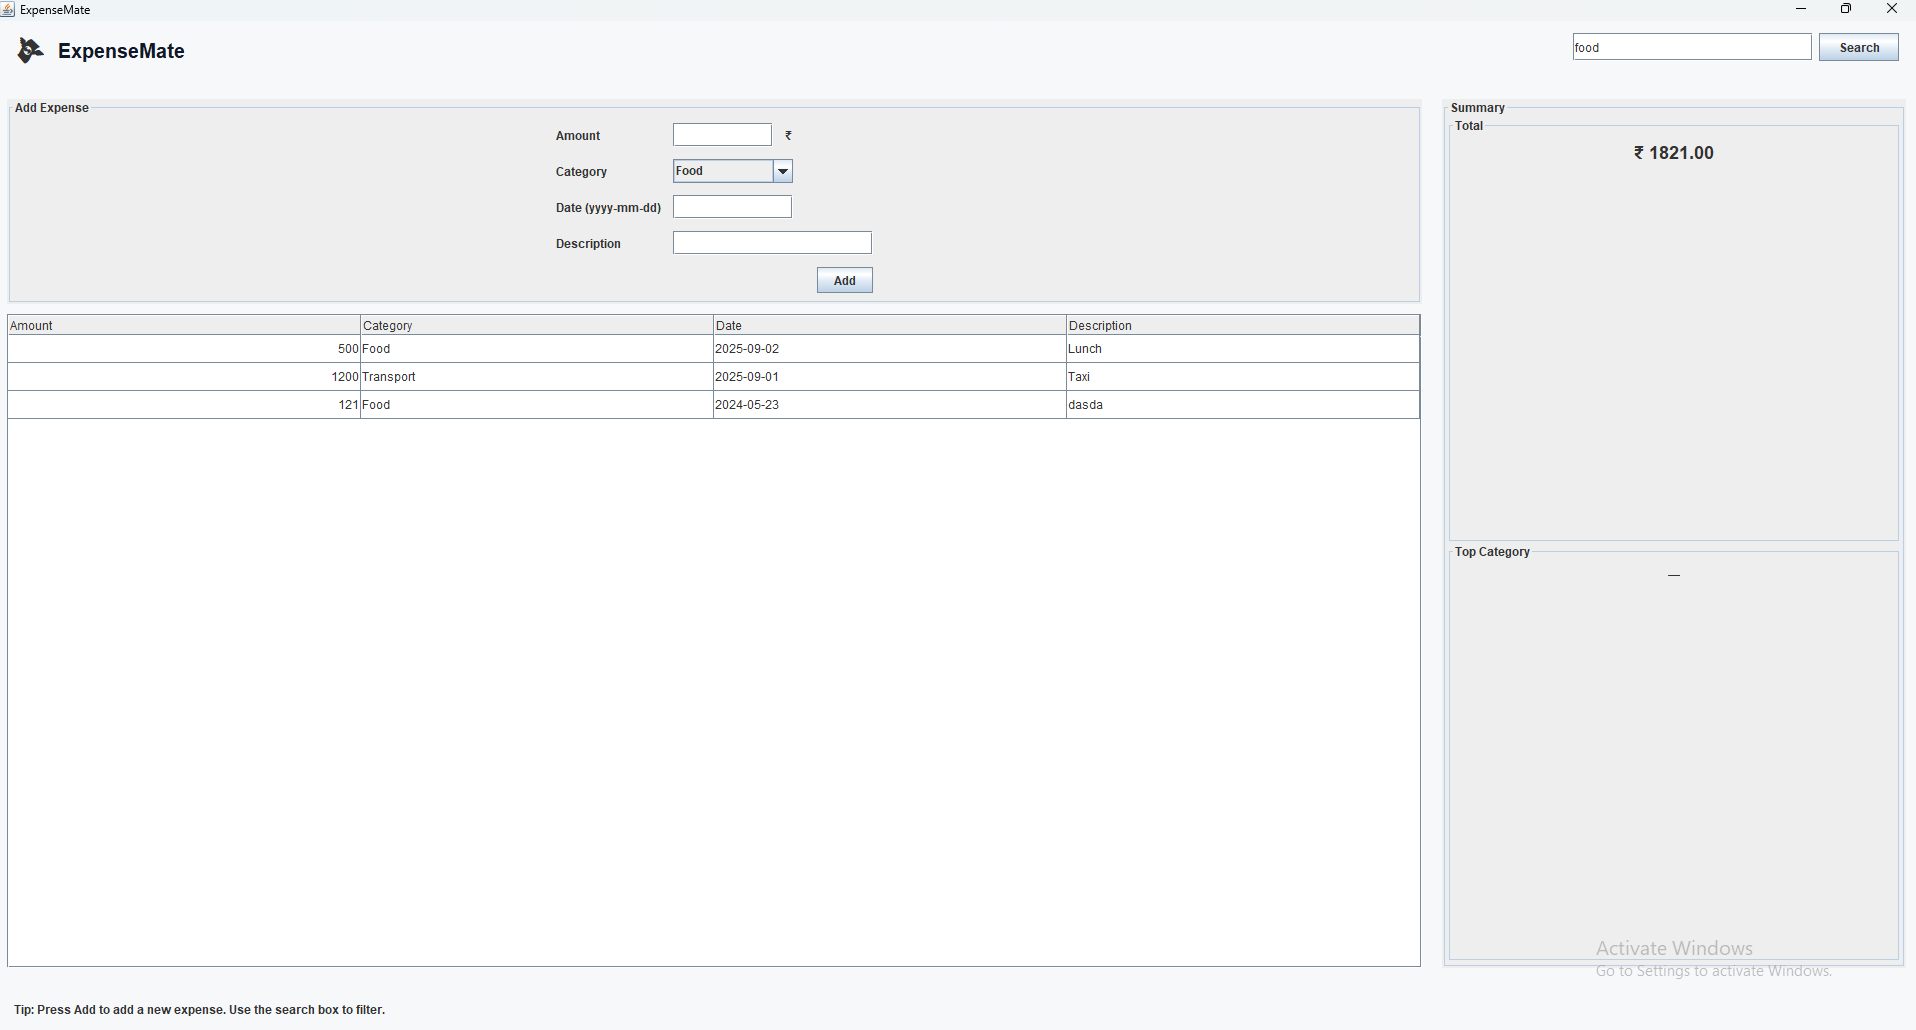 ExpenseMate
ExpenseMate
food Search
Add Expense
Amount ₹
Category Food
Date (yyyy-mm-dd)
Description
Add
Amount Category Date Description
500 Food 2025-09-02 Lunch
1200 Transport 2025-09-01 Taxi
121 Food 2024-05-23 dasda
Summary
Total
₹ 1821.00
Top Category
—
Activate Windows
Go to Settings to activate Windows.
Tip: Press Add to add a new expense. Use the search box to filter.